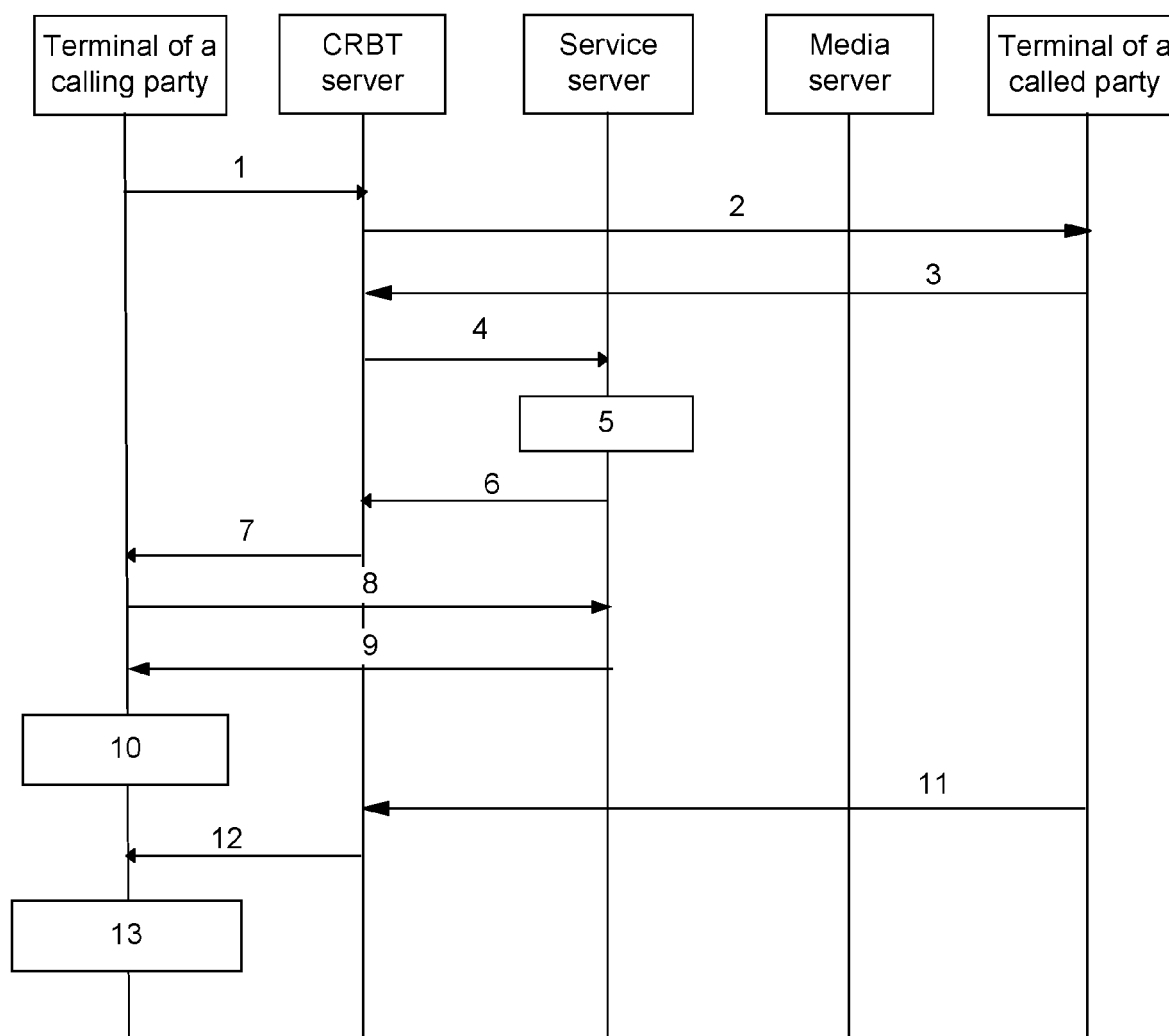 Terminal of a
calling party
CRBT
server
Service
server
Media
server
Terminal of a
called party
1
2
3
4
5
6
7
8
9
10
11
12
13